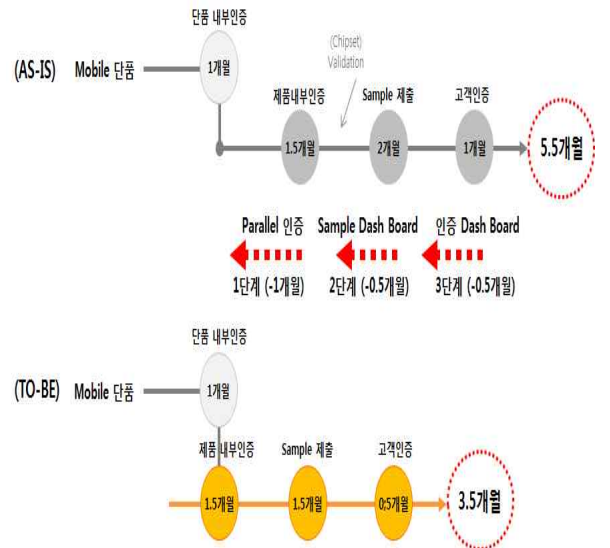 단품 내부인증
(AS-IS) Mobile 단품
1개월
(Chipset)
Validation
제품내부인증
Sample 제출
고객인증
1.5개월
2개월
1개월
5.5개월
Parallel 인증
Sample Dash Board
인증 Dash Board
1단계 (-1개월)
2단계 (-0.5개월)
3단계 (-0.5개월)
단품 내부인증
(TO-BE) Mobile 단품
1개월
제품 내부인증
Sample 제출
고객인증
1.5개월
1.5개월
0;5개월
3.5개월